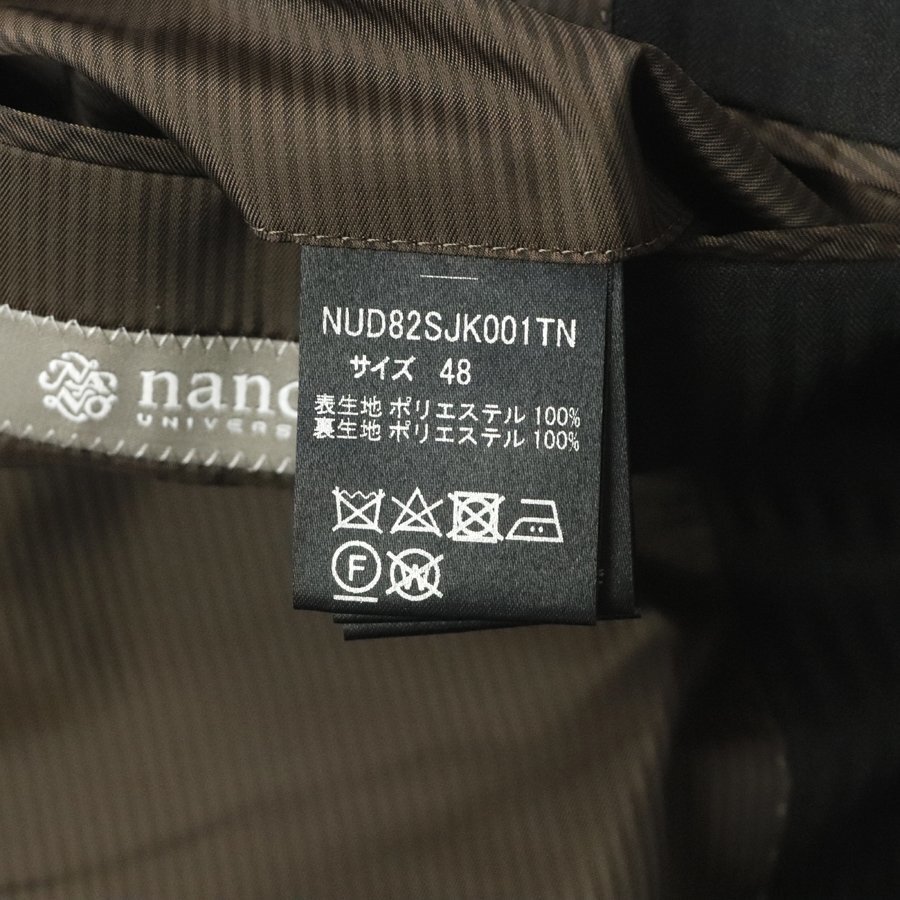 NUD82SJK001TN
サイズ 48
表生地 ポリエステル 100%
裏生地 ポリエステル 100%
F
W
NANO
nano
UNIVERS